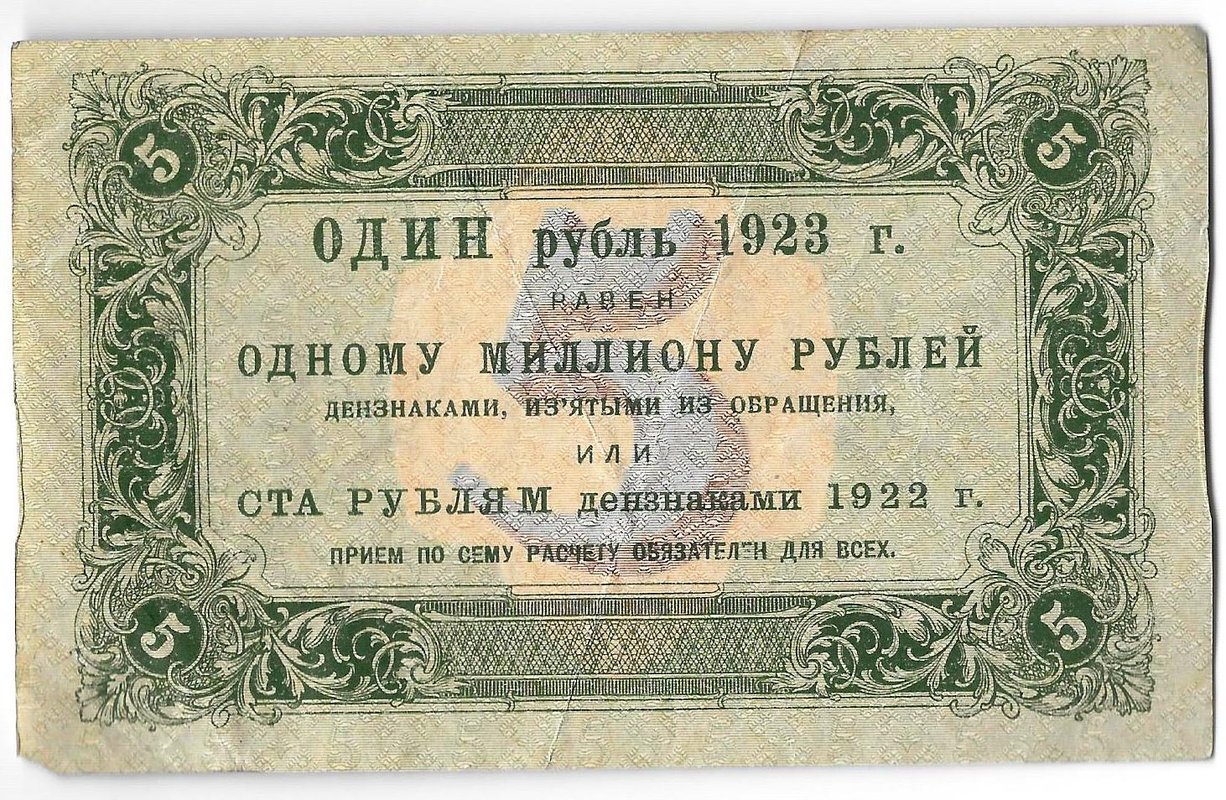 5 5
ОДИН рубль 1923 г.
РАВЕН
ОДНОМУ МИЛЛИОНУ РУБЛЕЙ
ДЕНЗНАКАМИ, ИЗ'ЯТЫМИ ИЗ ОБРАЩЕНИЯ,
ИЛИ
СТА РУБЛЯМ дензнаками 1922 г.
ПРИЕМ ПО СЕМУ РАСЧЕТУ ОБЯЗАТЕЛЕН ДЛЯ ВСЕХ.
5
5 5